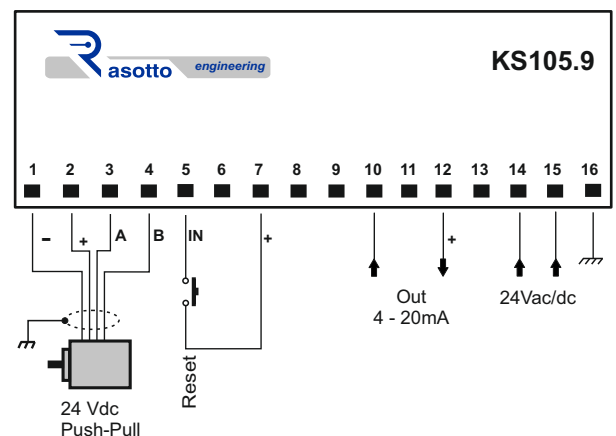 asotto engineering
KS105.9
1 2 3 4 5 6 7 8 9 10 11 12 13 14 15 16
- + A B IN + +
Out
4 - 20mA
24Vac/dc
Reset
24 Vdc
Push-Pull